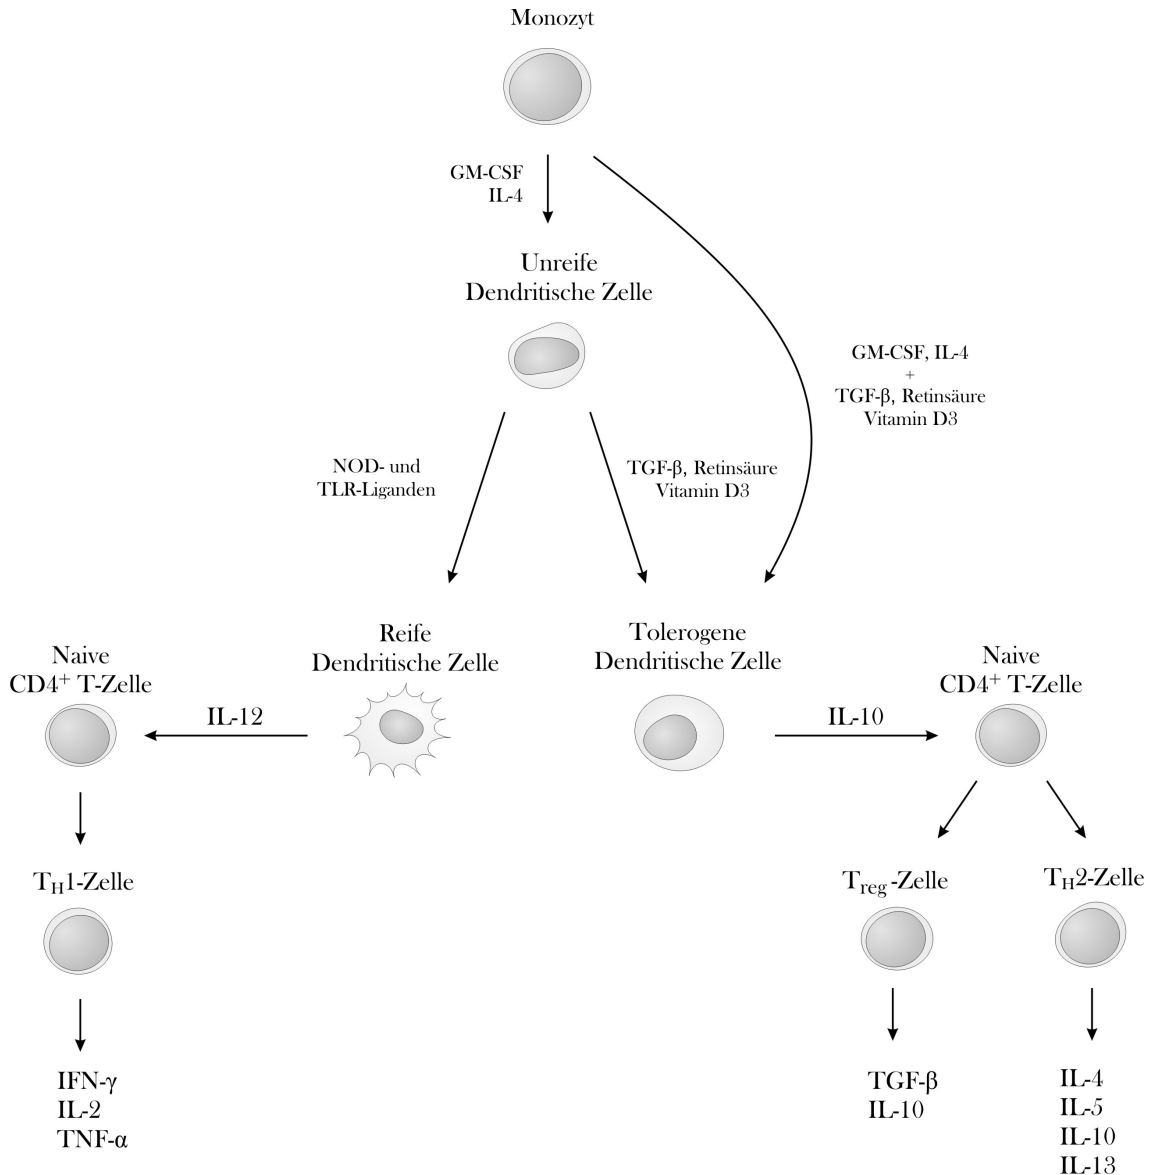 Monozyt
GM-CSF
IL-4
Unreife
Dendritische Zelle
GM-CSF, IL-4
+
TGF-β, Retinsäure
Vitamin D3
NOD- und
TLR-Liganden
TGF-β, Retinsäure
Vitamin D3
Reife
Dendritische Zelle
Tolerogene
Dendritische Zelle
Naive
CD4⁺ T-Zelle
Naive
CD4⁺ T-Zelle
IL-12
IL-10
T_H1-Zelle
T_reg-Zelle
T_H2-Zelle
IFN-γ
IL-2
TNF-α
TGF-β
IL-10
IL-4
IL-5
IL-10
IL-13